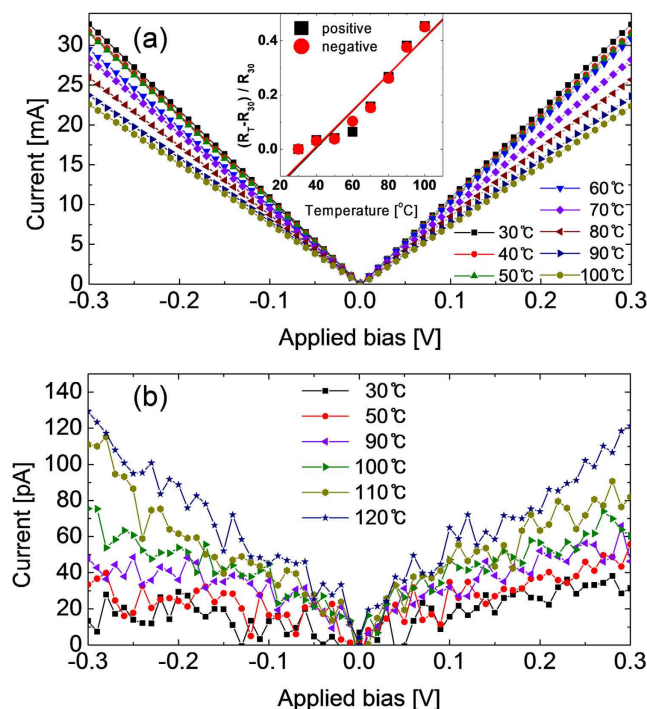 (a)
positive
negative
(R_T-R_30) / R_30
0.4
0.2
0.0
20 40 60 80 100
Temperature [°C]
Current [mA]
30
25
20
15
10
5
0
30℃
40℃
50℃
60℃
70℃
80℃
90℃
100℃
-0.3 -0.2 -0.1 0.0 0.1 0.2 0.3
Applied bias [V]
(b)
30℃
50℃
90℃
100℃
110℃
120℃
Current [pA]
140
120
100
80
60
40
20
0
-0.3 -0.2 -0.1 0.0 0.1 0.2 0.3
Applied bias [V]